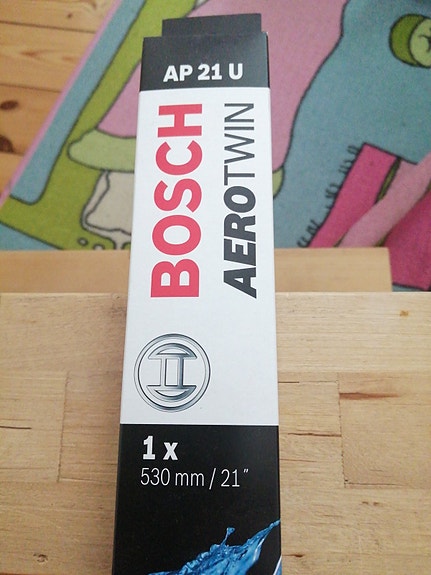 AP 21 U
BOSCH
AEROTWIN
1 x
530 mm / 21"